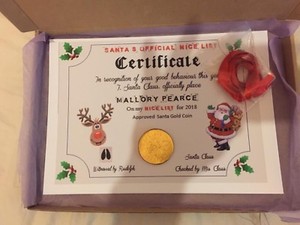 SANTA'S OFFICIAL NICE LIST
Certificate
In recognition of your good behaviour this year
I, Santa Claus, officially place
MALLORY PEARCE
On my NICE LIST for 2018
Approved Santa Gold Coin
Santa Claus
Witnessed by Rudolph
Checked by Mrs Claus